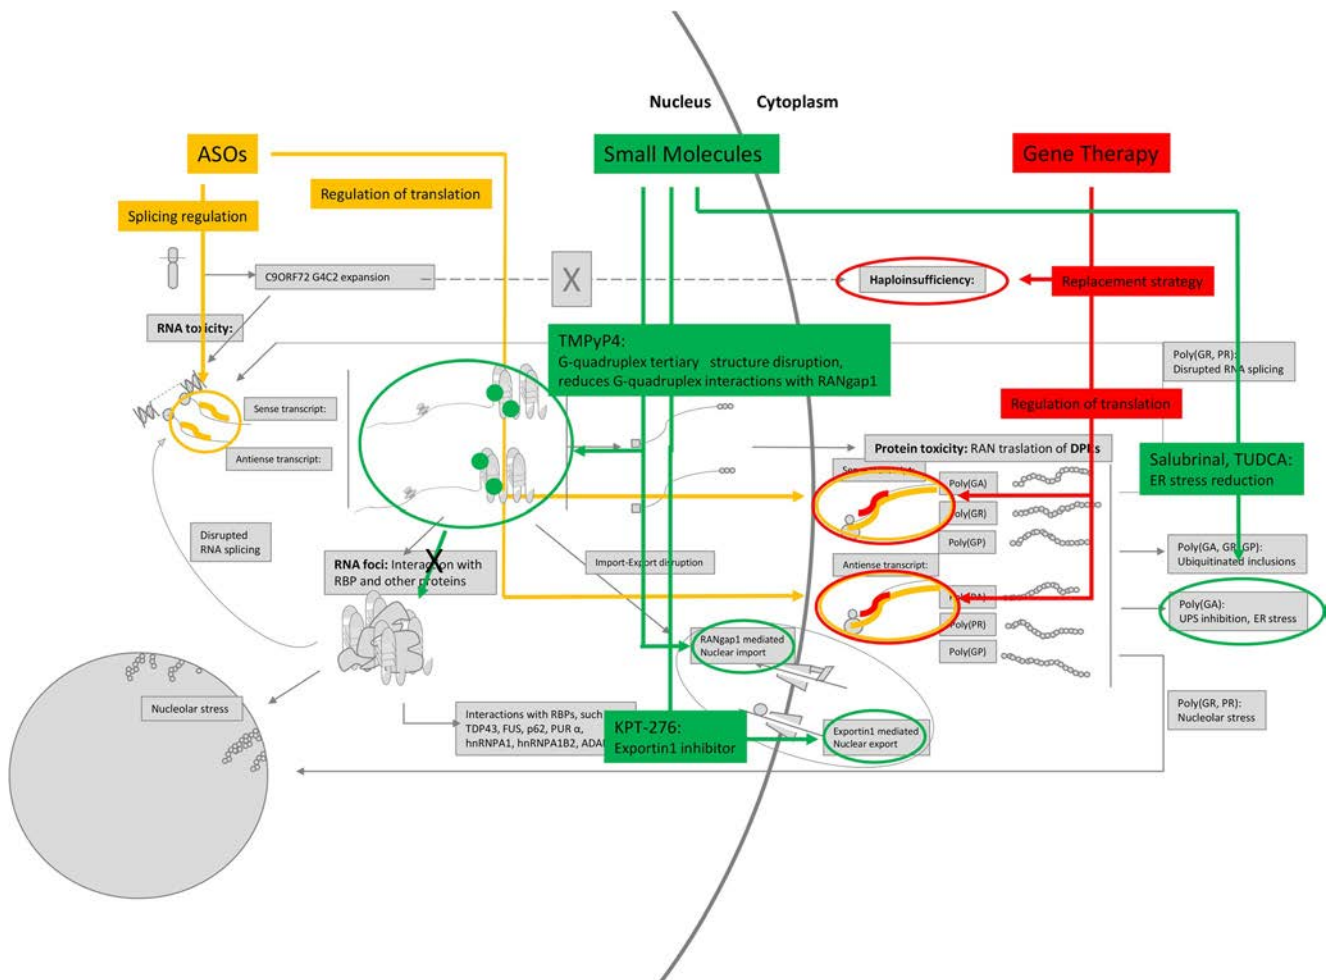 Nucleus
Cytoplasm
ASOs
Small Molecules
Gene Therapy
Regulation of translation
Splicing regulation
C9ORF72 G4C2 expansion
X
Haploinsufficiency:
Replacement strategy
RNA toxicity:
TMPyP4:
G-quadruplex tertiary structure disruption,
reduces G-quadruplex interactions with RANgap1
Poly(GR, PR):
Disrupted RNA splicing
Sense transcript:
Antiense transcript:
Regulation of translation
Protein toxicity: RAN traslation of DPRs
Salubrinal, TUDCA:
ER stress reduction
Poly(GA)
Poly(GR)
Poly(GP)
Disrupted
RNA splicing
RNA foci: Interaction with
RBP and other proteins
X
Import-Export disruption
Antiense transcript:
Poly(GA, GR, GP):
Ubiquitinated inclusions
Poly(PA)
Poly(PR)
Poly(GP)
Poly(GA):
UPS inhibition, ER stress
RANgap1 mediated
Nuclear import
Nucleolar stress
Interactions with RBPs, such
TDP43, FUS, p62, PUR α,
hnRNPA1, hnRNPA1B2,
KPT-276:
Exportin1 inhibitor
Exportin1 mediated
Nuclear export
Poly(GR, PR):
Nucleolar stress